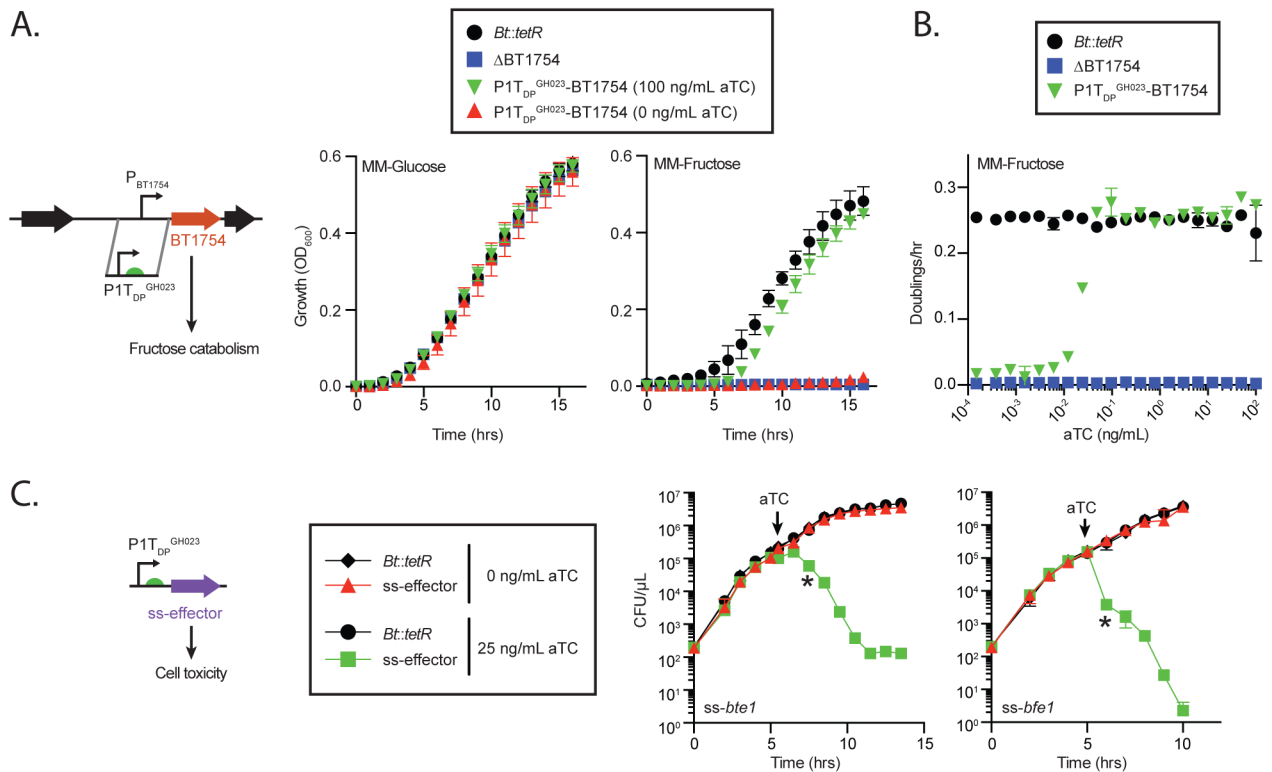 A.
Bt::tetR
ΔBT1754
P1T_DP^GH023-BT1754 (100 ng/mL aTC)
P1T_DP^GH023-BT1754 (0 ng/mL aTC)
P_BT1754
BT1754
P1T_DP^GH023
Fructose catabolism
MM-Glucose
Growth (OD600)
0.6
0.4
0.2
0.0
0
5
10
15
Time (hrs)
MM-Fructose
0.6
0.4
0.2
0.0
0
5
10
15
Time (hrs)
B.
Bt::tetR
ΔBT1754
P1T_DP^GH023-BT1754
MM-Fructose
Doublings/hr
0.3
0.2
0.1
0.0
10^-4
10^-3
10^-2
10^-1
10^0
10^1
10^2
aTC (ng/mL)
C.
P1T_DP^GH023
ss-effector
Cell toxicity
Bt::tetR
ss-effector
0 ng/mL aTC
Bt::tetR
ss-effector
25 ng/mL aTC
CFU/µL
10^7
10^6
10^5
10^4
10^3
10^2
10^1
10^0
aTC
*
ss-bte1
0
5
10
15
Time (hrs)
10^7
10^6
10^5
10^4
10^3
10^2
10^1
10^0
aTC
*
ss-bfe1
0
5
10
Time (hrs)